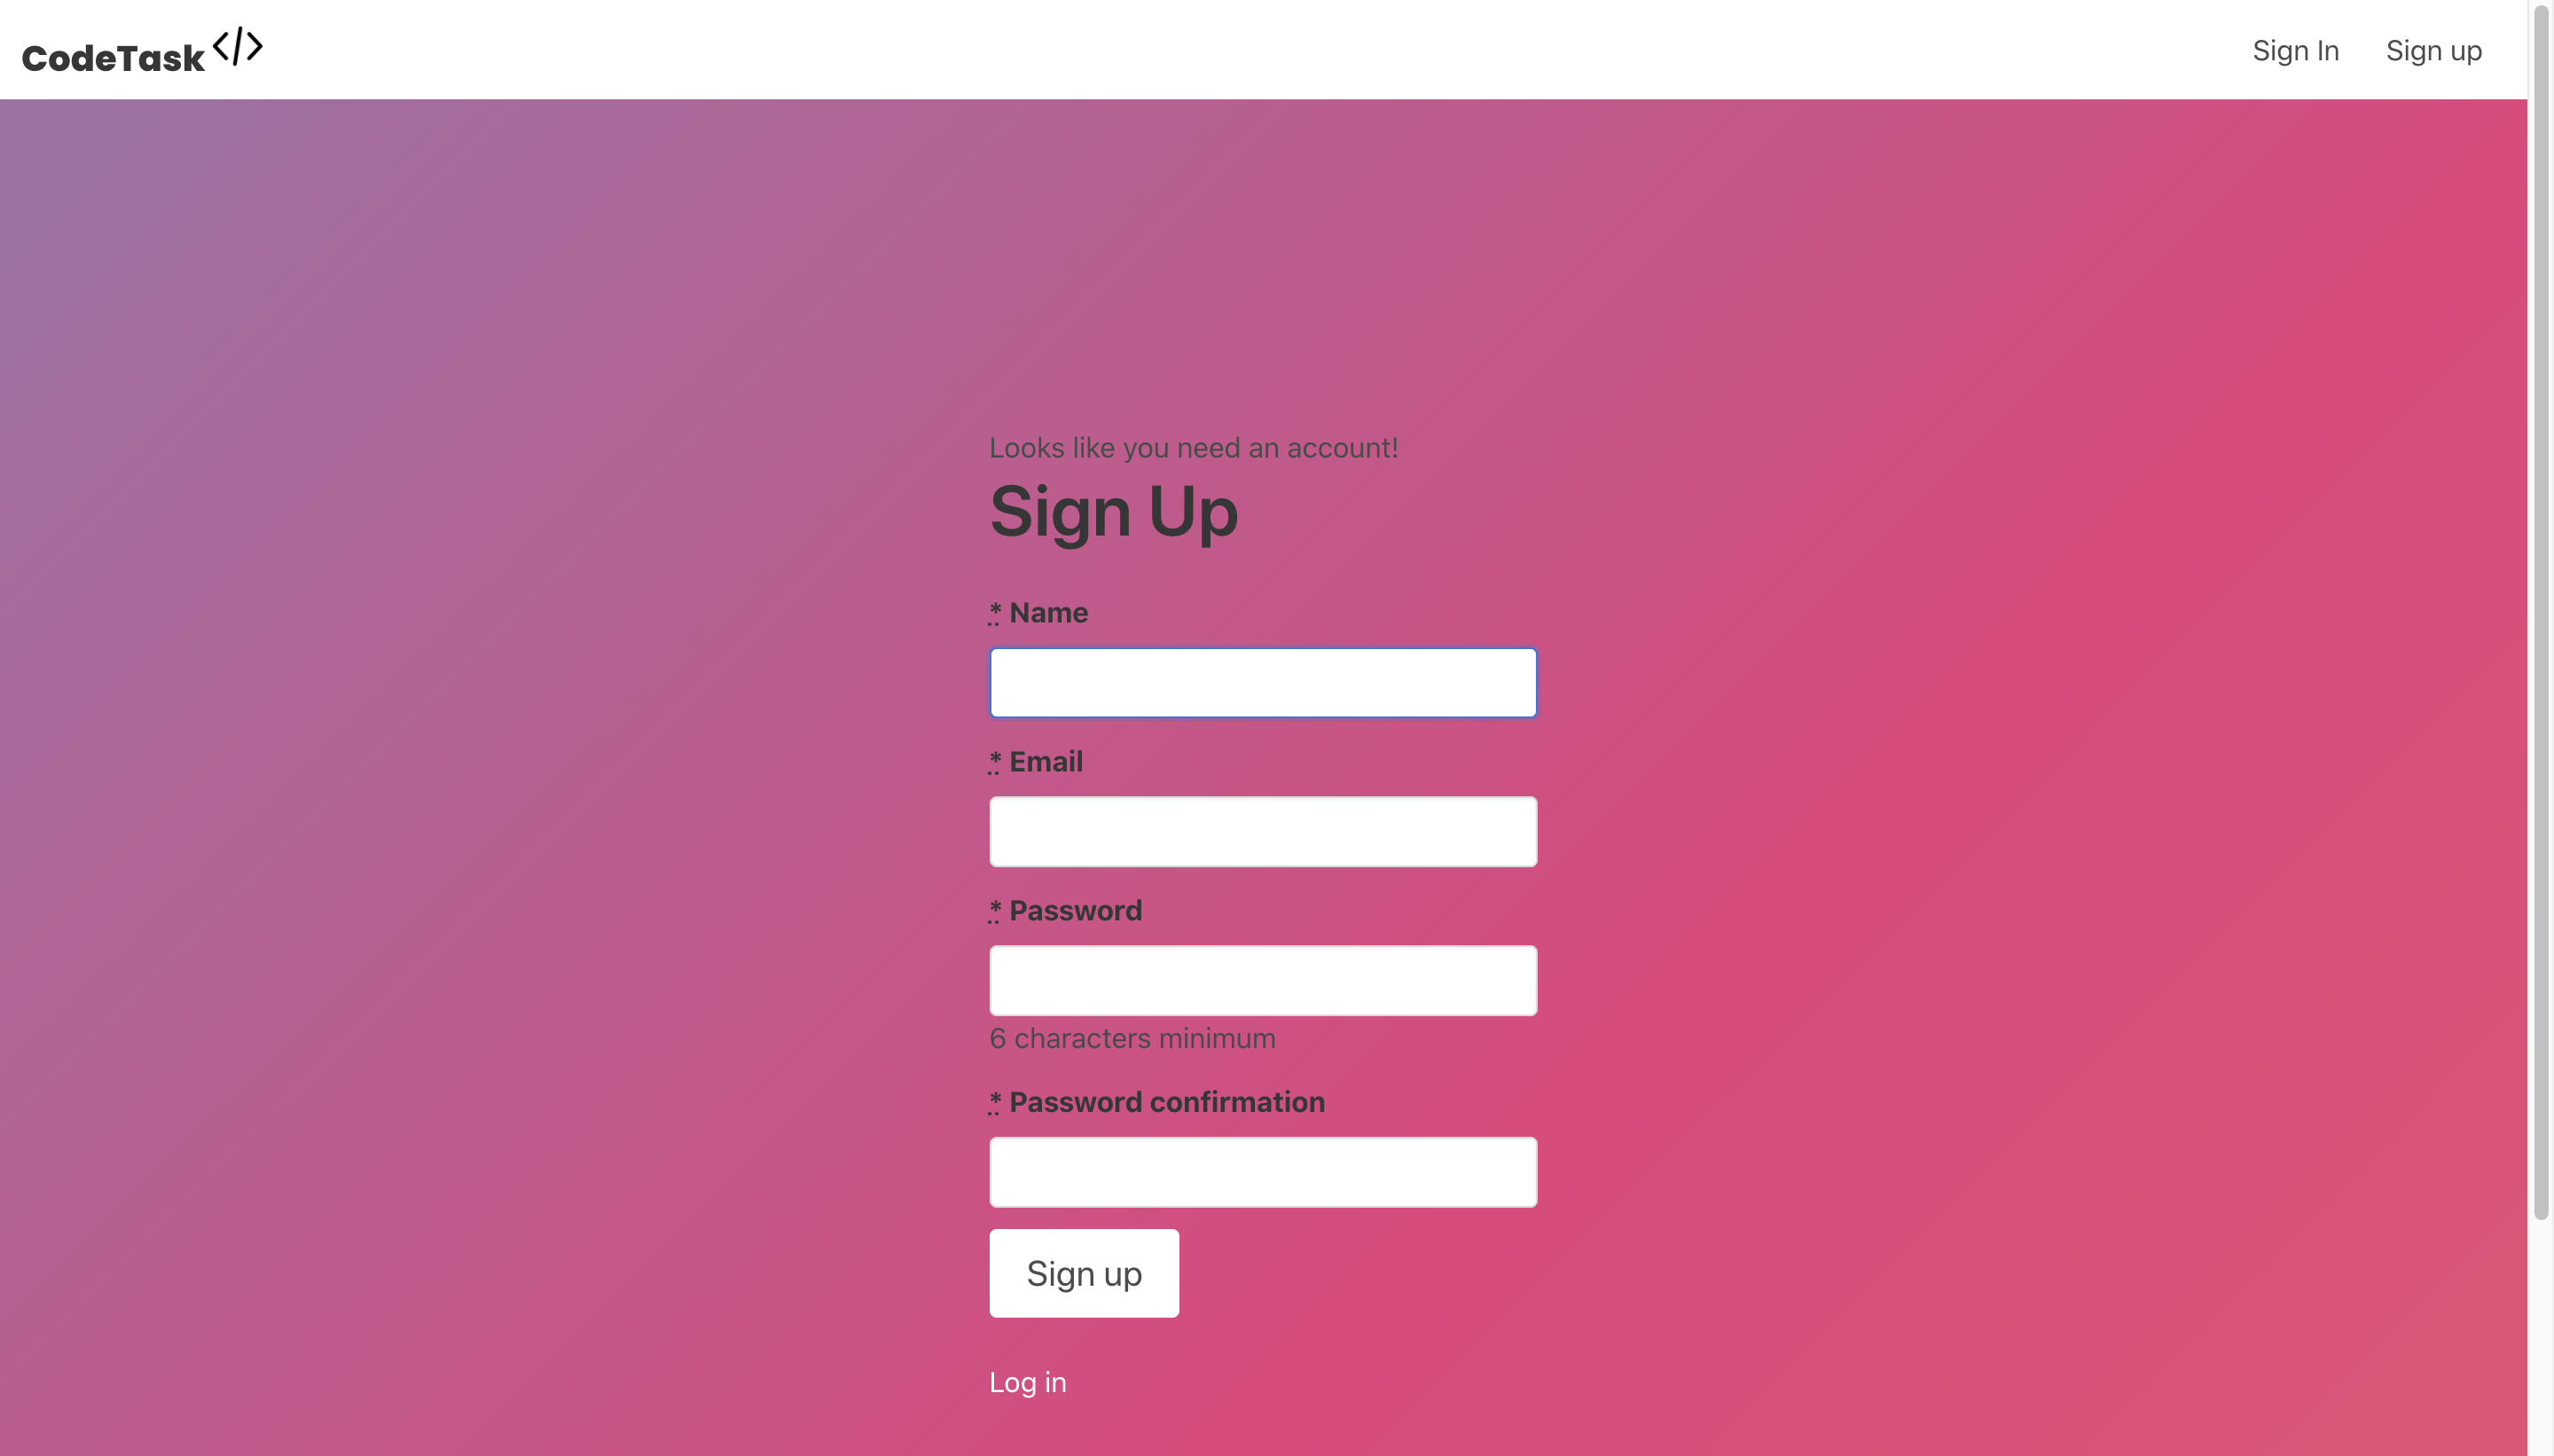 CodeTask </>
Sign In
Sign up
Looks like you need an account!
Sign Up
* Name
* Email
* Password
6 characters minimum
* Password confirmation
Sign up
Log in